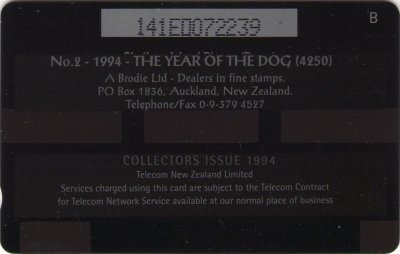 141ED072239
B
No.2 - 1994 - THE YEAR OF THE DOG (4250)
A Brodie Ltd - Dealers in fine stamps.
PO Box 1836, Auckland, New Zealand.
Telephone/Fax 0-9-379 4527
COLLECTORS ISSUE 1994
Telecom New Zealand Limited
Services charged using this card are subject to the Telecom Contract
for Telecom Network Service available at our normal place of business